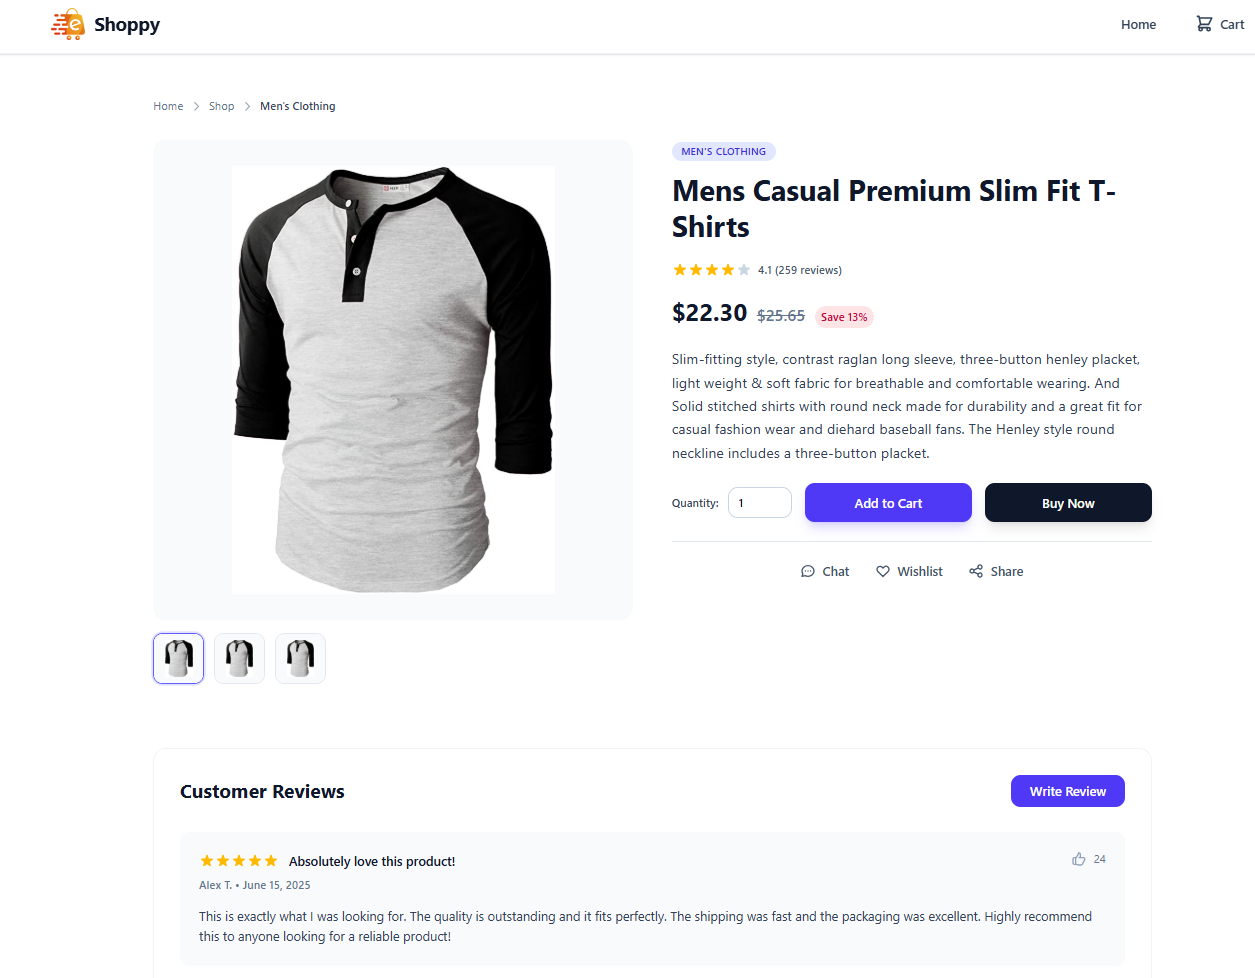 Shoppy
Home
Cart
Home
Shop
Men's Clothing
MEN'S CLOTHING
Mens Casual Premium Slim Fit T-
Shirts
4.1 (259 reviews)
$22.30 $25.65 Save 13%
Slim-fitting style, contrast raglan long sleeve, three-button henley placket,
light weight & soft fabric for breathable and comfortable wearing. And
Solid stitched shirts with round neck made for durability and a great fit for
casual fashion wear and diehard baseball fans. The Henley style round
neckline includes a three-button placket.
Quantity: 1
Add to Cart
Buy Now
Chat
Wishlist
Share
Customer Reviews
Write Review
Absolutely love this product!
24
Alex T. • June 15, 2025
This is exactly what I was looking for. The quality is outstanding and it fits perfectly. The shipping was fast and the packaging was excellent. Highly recommend
this to anyone looking for a reliable product!